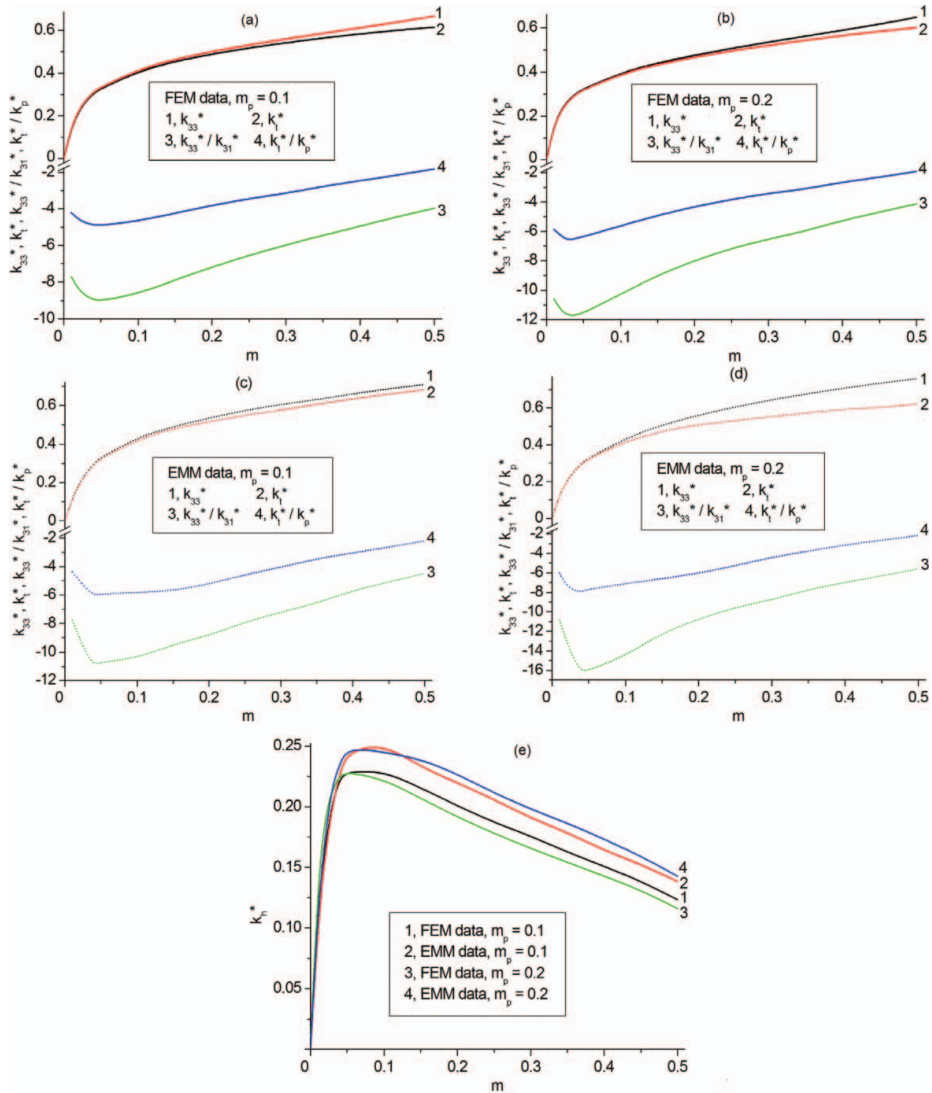 (a)
k33*, kt*, k33* / k31*, kt* / kp*
0.6
0.4
0.2
0
-2
-4
-6
-8
-10
FEM data, mp = 0.1
1, k33* 2, kt*
3, k33* / k31* 4, kt* / kp*
1
2
4
3
0 0.1 0.2 0.3 0.4 0.5
m
(b)
k33*, kt*, k33* / k31*, kt* / kp*
0.6
0.4
0.2
0
-2
-4
-6
-8
-10
-12
FEM data, mp = 0.2
1, k33* 2, kt*
3, k33* / k31* 4, kt* / kp*
1
2
4
3
0 0.1 0.2 0.3 0.4 0.5
m
(c)
k33*, kt*, k33* / k31*, kt* / kp*
0.6
0.4
0.2
0
-2
-4
-6
-8
-10
-12
EMM data, mp = 0.1
1, k33* 2, kt*
3, k33* / k31* 4, kt* / kp*
1
2
4
3
0 0.1 0.2 0.3 0.4 0.5
m
(d)
k33*, kt*, k33* / k31*, kt* / kp*
0.6
0.4
0.2
0
-2
-4
-6
-8
-10
-12
-14
-16
EMM data, mp = 0.2
1, k33* 2, kt*
3, k33* / k31* 4, kt* / kp*
1
2
4
3
0 0.1 0.2 0.3 0.4 0.5
m
(e)
kh*
0.25
0.20
0.15
0.10
0.05
1, FEM data, mp = 0.1
2, EMM data, mp = 0.1
3, FEM data, mp = 0.2
4, EMM data, mp = 0.2
4
2
1
3
0 0.1 0.2 0.3 0.4 0.5
m